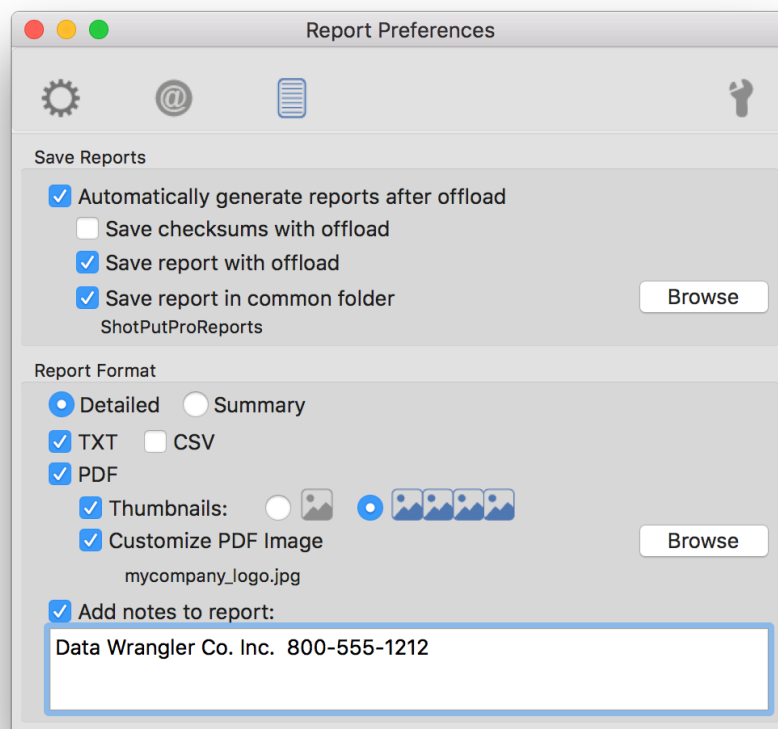 Report Preferences
Save Reports
Automatically generate reports after offload
Save checksums with offload
Save report with offload
Save report in common folder
Browse
ShotPutProReports
Report Format
Detailed Summary
TXT CSV
PDF
Thumbnails:
Customize PDF Image
Browse
mycompany_logo.jpg
Add notes to report:
Data Wrangler Co. Inc.  800-555-1212